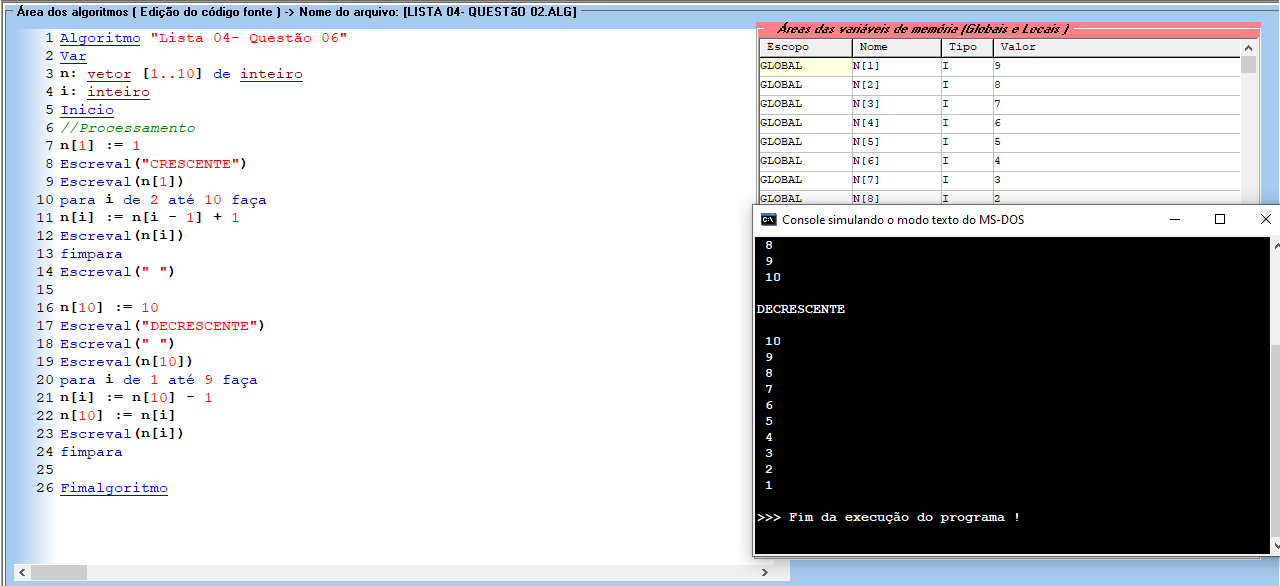 Área dos algoritmos ( Edição do código fonte ) -> Nome do arquivo: [LISTA 04- QUESTãO 02.ALG]
1 Algoritmo "Lista 04- Questão 06"
2 Var
3 n: vetor [1..10] de inteiro
4 i: inteiro
5 Inicio
6 //Processamento
7 n[1] := 1
8 Escreval("CRESCENTE")
9 Escreval(n[1])
10 para i de 2 até 10 faça
11 n[i] := n[i - 1] + 1
12 Escreval(n[i])
13 fimpara
14 Escreval(" ")
15
16 n[10] := 10
17 Escreval("DECRESCENTE")
18 Escreval(" ")
19 Escreval(n[10])
20 para i de 1 até 9 faça
21 n[i] := n[10] - 1
22 n[10] := n[i]
23 Escreval(n[i])
24 fimpara
25
26 Fimalgoritmo
Áreas das variáveis de memória (Globais e Locais )
Escopo Nome Tipo Valor
GLOBAL N[1] I 9
GLOBAL N[2] I 8
GLOBAL N[3] I 7
GLOBAL N[4] I 6
GLOBAL N[5] I 5
GLOBAL N[6] I 4
GLOBAL N[7] I 3
GLOBAL N[8] I 2
C:\ Console simulando o modo texto do MS-DOS
8
9
10
DECRESCENTE
10
9
8
7
6
5
4
3
2
1
>>> Fim da execução do programa !